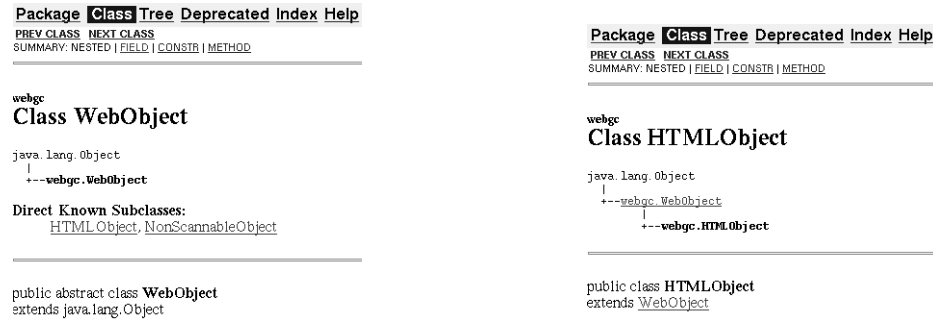 Package Class Tree Deprecated Index Help
PREV CLASS NEXT CLASS
SUMMARY: NESTED | FIELD | CONSTR | METHOD
webgc
Class WebObject
java.lang.Object
|
+--webgc.WebObject
Direct Known Subclasses:
HTMLObject, NonScannableObject
public abstract class WebObject
extends java.lang.Object
Package Class Tree Deprecated Index Help
PREV CLASS NEXT CLASS
SUMMARY: NESTED | FIELD | CONSTR | METHOD
webgc
Class HTMLObject
java.lang.Object
|
+--webgc.WebObject
|
+--webgc.HTMLObject
public class HTMLObject
extends WebObject